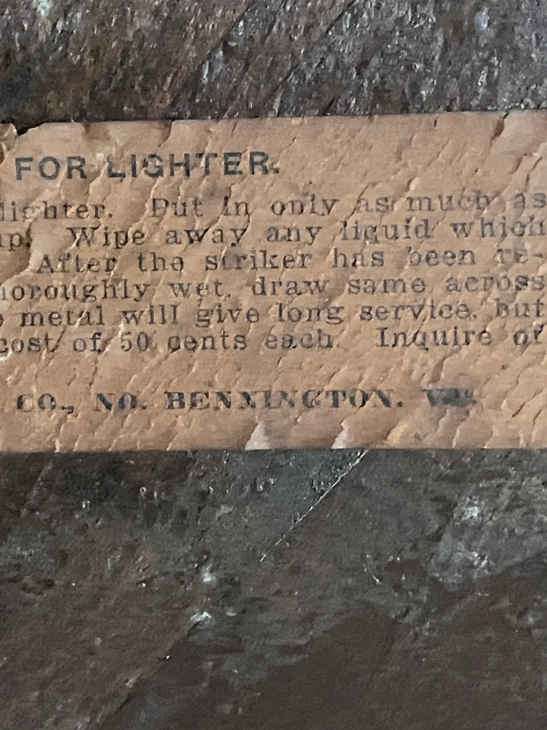 FOR LIGHTER.
lighter. Put in only as much as
up. Wipe away any liquid which
After the striker has been re-
horoughly wet, draw same across
e metal will give long service, but
cost of 50 cents each. Inquire of
CO., NO. BENNINGTON, Vt.